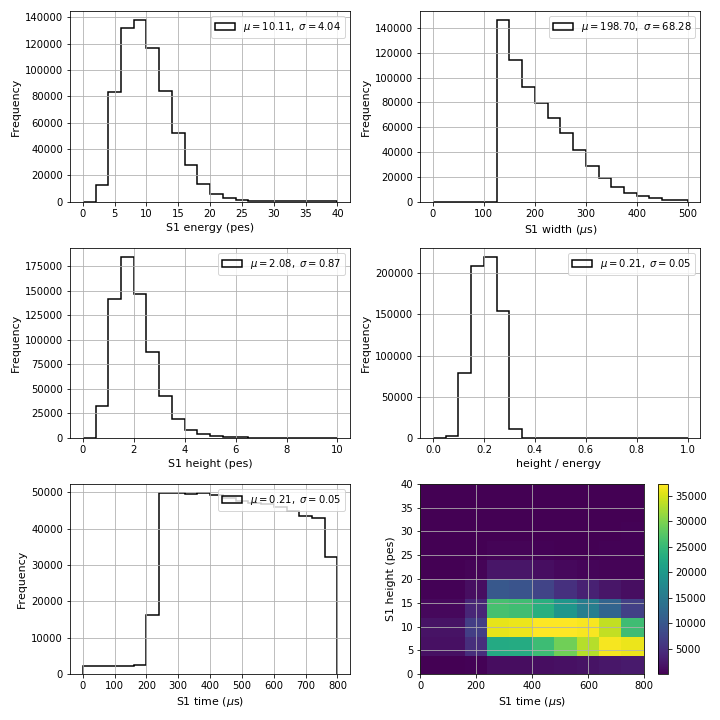 μ = 10.11, σ = 4.04
140000
120000
100000
80000
60000
40000
20000
0
Frequency
0 5 10 15 20 25 30 35 40
S1 energy (pes)
μ = 198.70, σ = 68.28
140000
120000
100000
80000
60000
40000
20000
0
Frequency
0 100 200 300 400 500
S1 width (μs)
μ = 2.08, σ = 0.87
175000
150000
125000
100000
75000
50000
25000
0
Frequency
0 2 4 6 8 10
S1 height (pes)
μ = 0.21, σ = 0.05
200000
150000
100000
50000
0
Frequency
0.0 0.2 0.4 0.6 0.8 1.0
height / energy
μ = 0.21, σ = 0.05
50000
40000
30000
20000
10000
0
Frequency
0 100 200 300 400 500 600 700 800
S1 time (μs)
40
35
30
25
20
15
10
5
0
S1 height (pes)
0 200 400 600 800
S1 time (μs)
35000
30000
25000
20000
15000
10000
5000